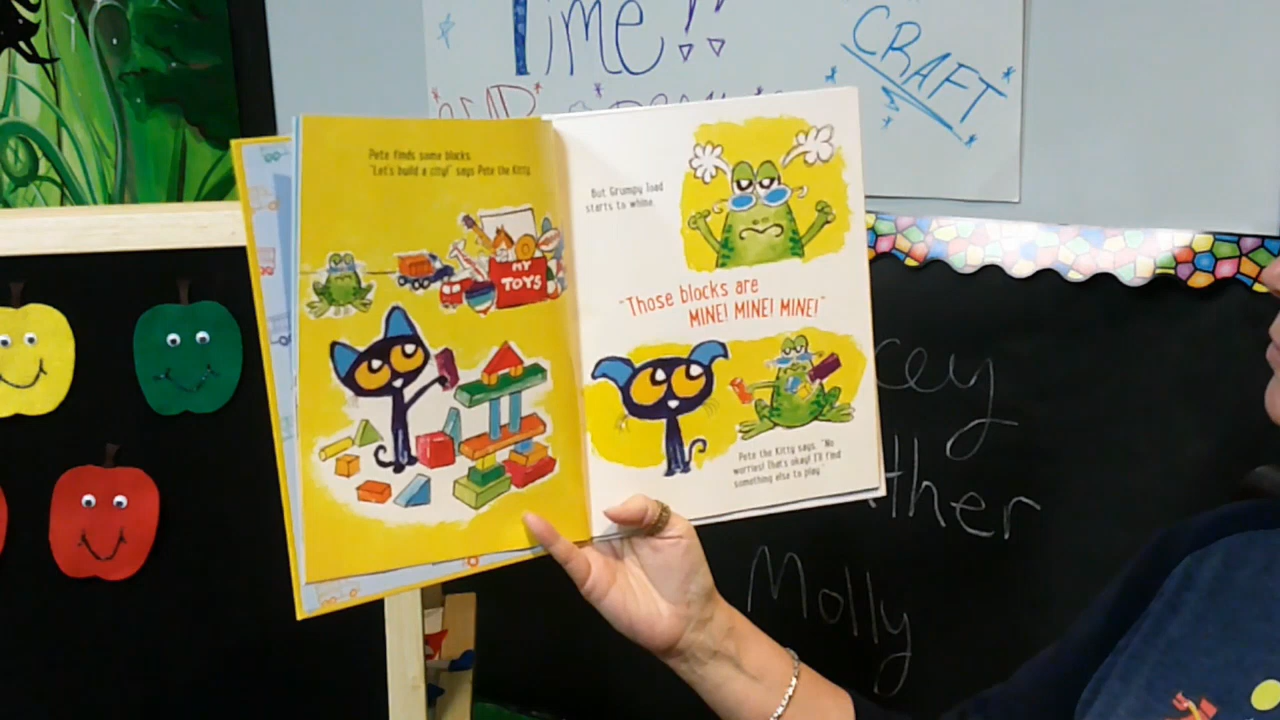 Time!!
CRAFT
Pete finds some blocks.
"Let's build a city!" says Pete the Kitty.
MY
TOYS
But Grumpy Toad
starts to whine.
"Those blocks are
MINE! MINE! MINE!"
Pete the Kitty says, "No
worries! That's okay! I'll find
something else to play."
cey
ther
Molly